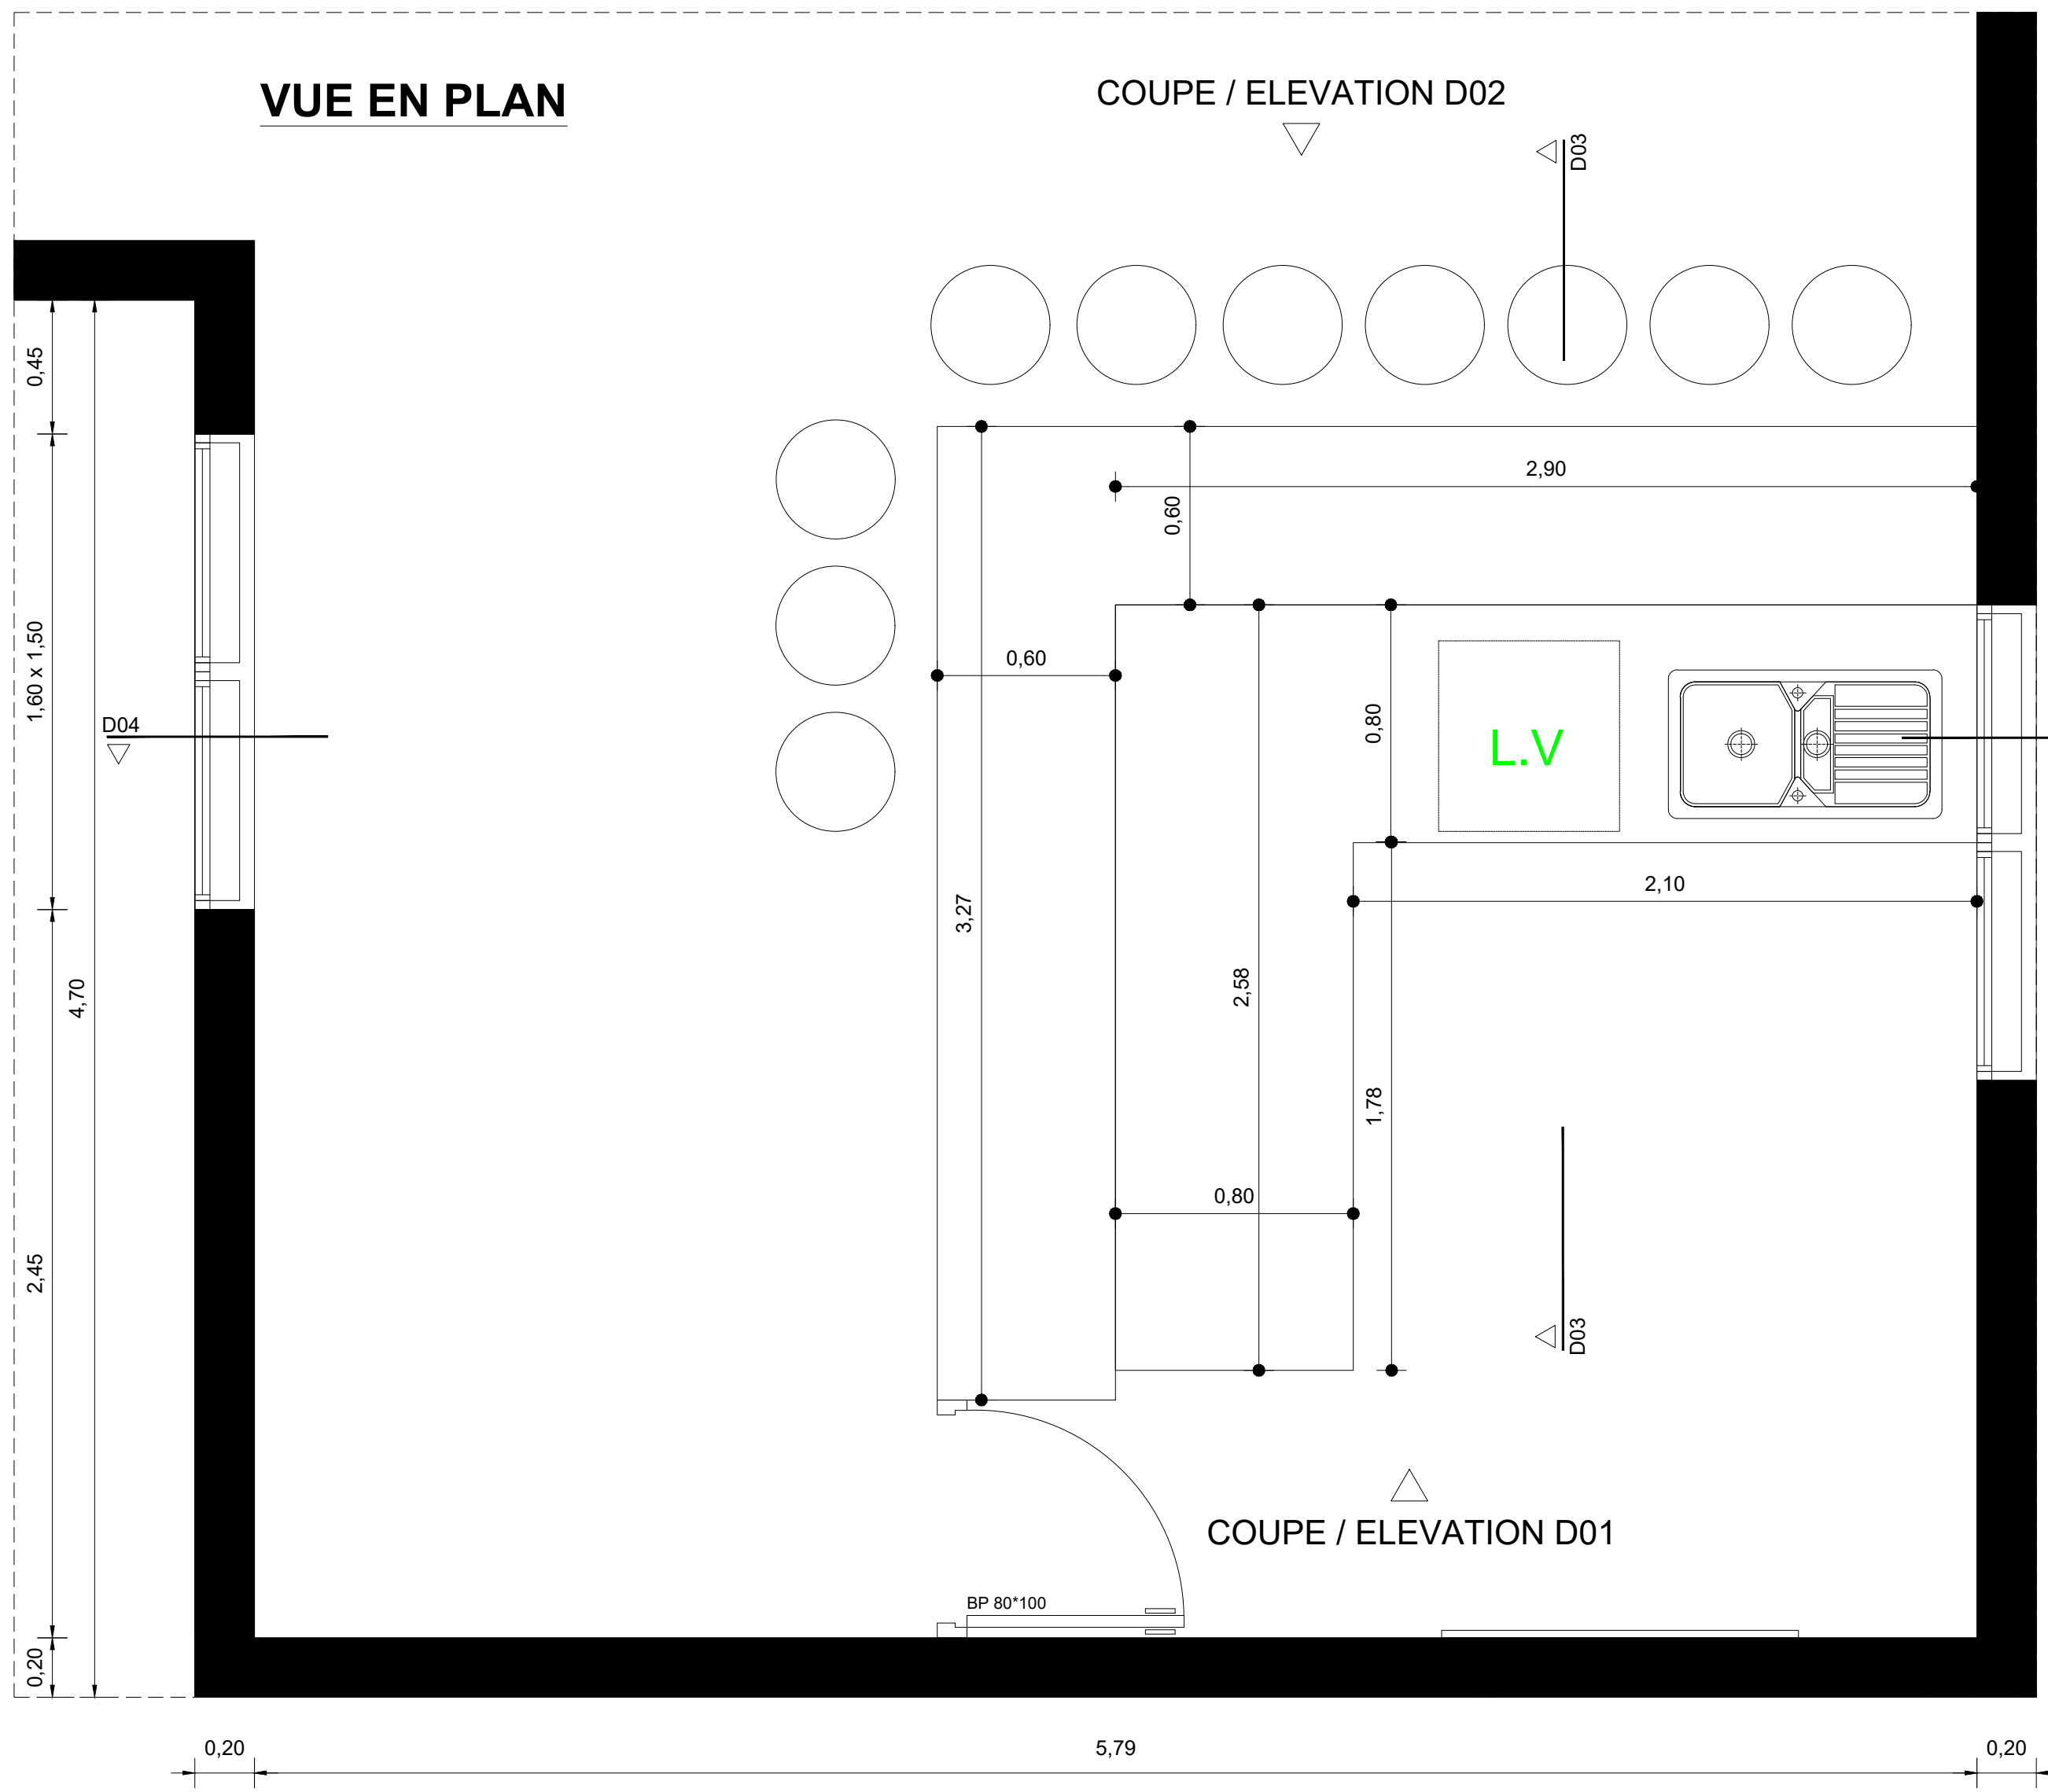 VUE EN PLAN
COUPE / ELEVATION D02
D03
0,45
2,90
0,60
0,60
1,60 x 1,50
D04
0,80
L.V
2,10
3,27
4,70
2,58
1,78
0,80
2,45
D03
COUPE / ELEVATION D01
BP 80*100
0,20
0,20
5,79
0,20